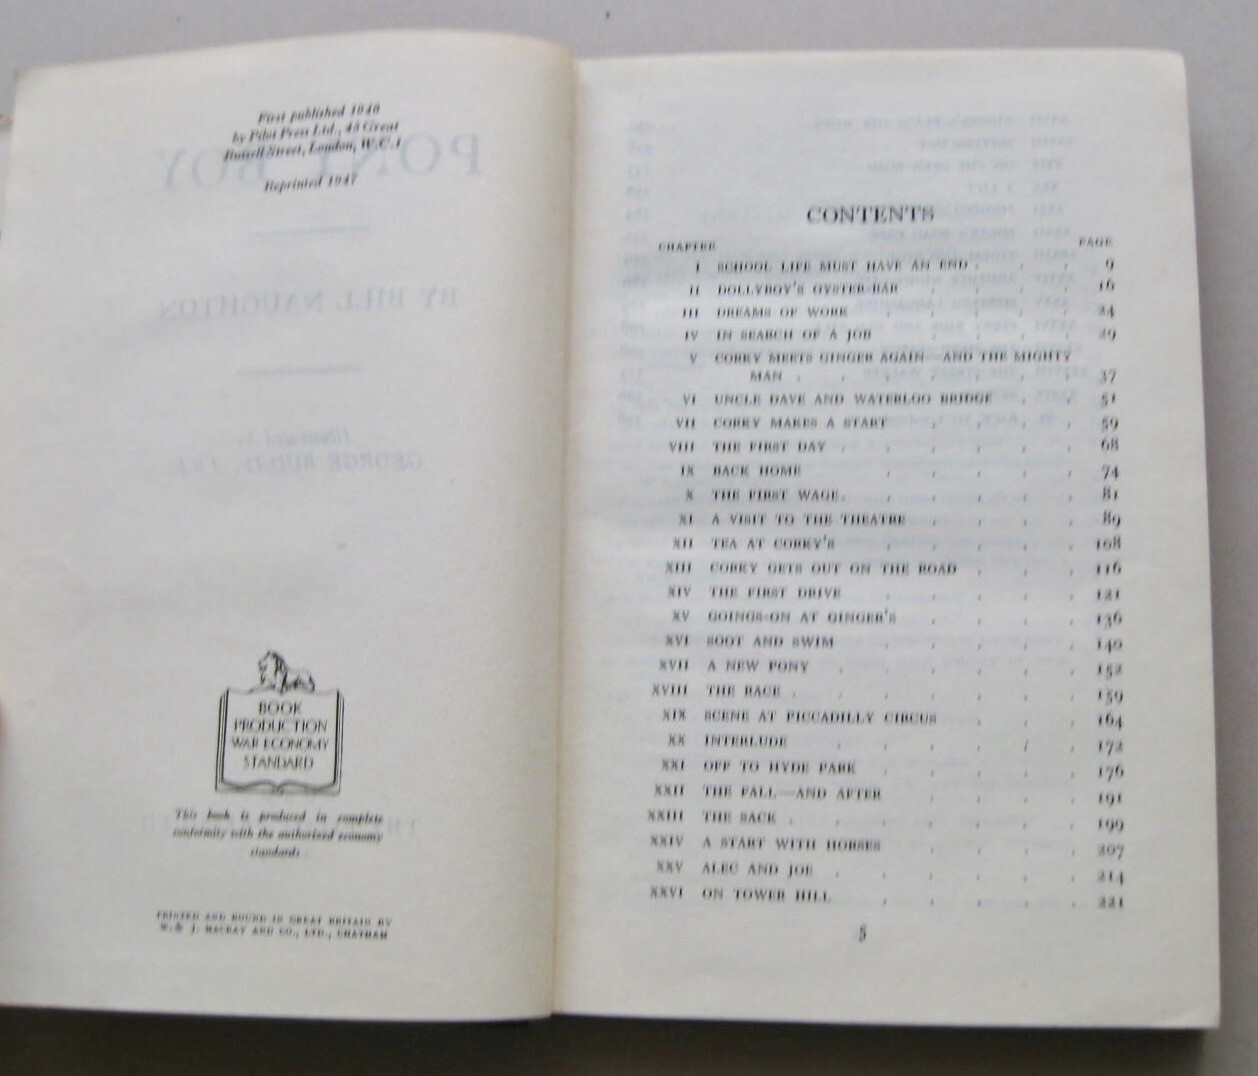 First published 1946
by Pilot Press Ltd., 45 Great
Russell Street, London, W.C.1
Reprinted 1947
PONY BOY
BY BILL NAUGHTON
Illustrated by
GEORGE BUDAY
BOOK
PRODUCTION
WAR ECONOMY
STANDARD
This book is produced in complete
conformity with the authorized economy
standards
PRINTED AND BOUND IN GREAT BRITAIN BY
W. & J. MACKAY AND CO., LTD., CHATHAM
CONTENTS
CHAPTER PAGE
I SCHOOL LIFE MUST HAVE AN END . . . 9
II DOLLYBOY'S OYSTER-BAR . . . . 16
III DREAMS OF WORK . . . . . 24
IV IN SEARCH OF A JOB . . . . 29
V CORKY MEETS GINGER AGAIN—AND THE MIGHTY
MAN . . . . . . . 37
VI UNCLE DAVE AND WATERLOO BRIDGE . . 51
VII CORKY MAKES A START . . . . 59
VIII THE FIRST DAY . . . . . . 68
IX BACK HOME . . . . . 74
X THE FIRST WAGE . . . . . . 81
XI A VISIT TO THE THEATRE . . . . 89
XII TEA AT CORKY'S . . . . . 108
XIII CORKY GETS OUT ON THE ROAD . . . 116
XIV THE FIRST DRIVE . . . . . 121
XV GOINGS-ON AT GINGER'S . . . . 136
XVI SOOT AND SWIM . . . . . 140
XVII A NEW PONY . . . . . . 152
XVIII THE RACE . . . . . . . 159
XIX SCENE AT PICCADILLY CIRCUS . . . 164
XX INTERLUDE . . . . . . 172
XXI OFF TO HYDE PARK . . . . . 176
XXII THE FALL—AND AFTER . . . . 191
XXIII THE SACK . . . . . . . 199
XXIV A START WITH HORSES . . . . 207
XXV ALEC AND JOE . . . . . . 214
XXVI ON TOWER HILL . . . . . 221
5